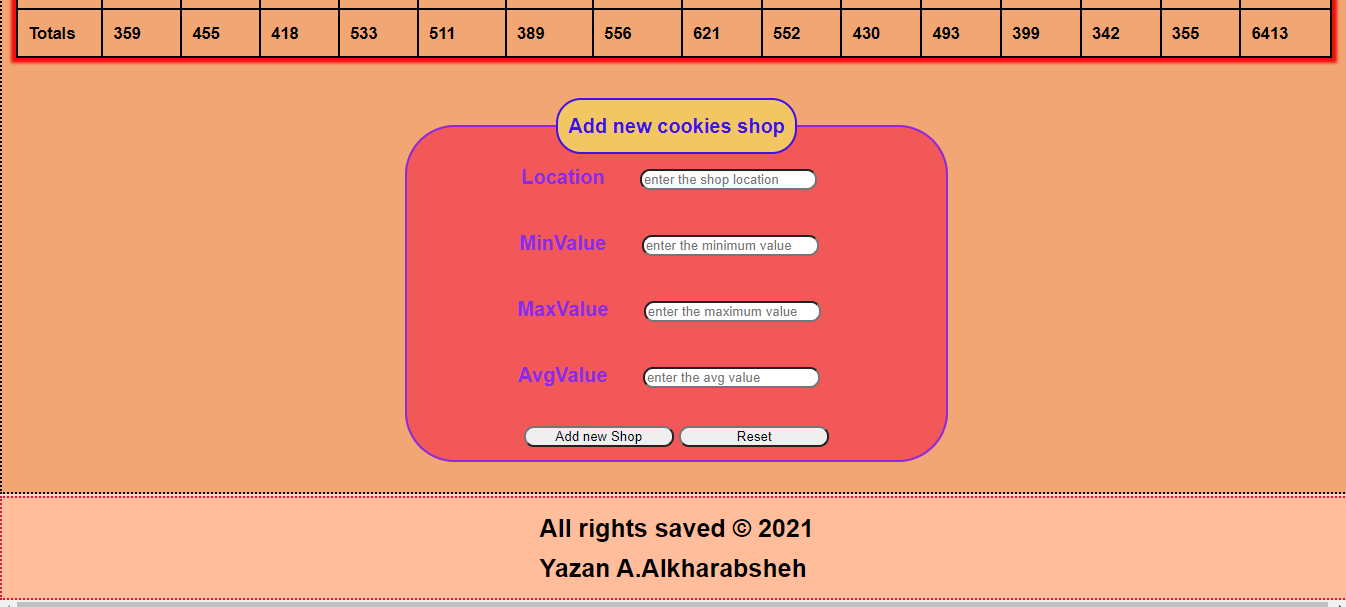 Totals 359 455 418 533 511 389 556 621 552 430 493 399 342 355 6413
Add new cookies shop
Location enter the shop location
MinValue enter the minimum value
MaxValue enter the maximum value
AvgValue enter the avg value
Add new Shop Reset
All rights saved © 2021
Yazan A.Alkharabsheh